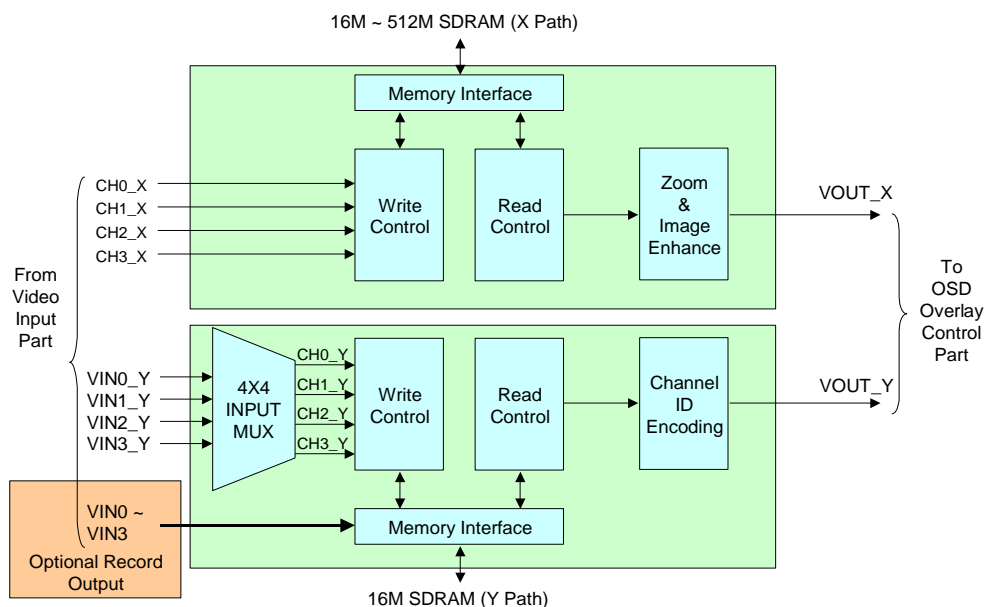 16M ~ 512M SDRAM (X Path)
Memory Interface
CH0_X
CH1_X
CH2_X
CH3_X
Write
Control
Read
Control
Zoom
&
Image
Enhance
VOUT_X
From
Video
Input
Part
To
OSD
Overlay
Control
Part
VIN0_Y
VIN1_Y
VIN2_Y
VIN3_Y
4X4
INPUT
MUX
CH0_Y
CH1_Y
CH2_Y
CH3_Y
Write
Control
Read
Control
Channel
ID
Encoding
VOUT_Y
VIN0 ~
VIN3
Optional Record
Output
Memory Interface
16M SDRAM (Y Path)